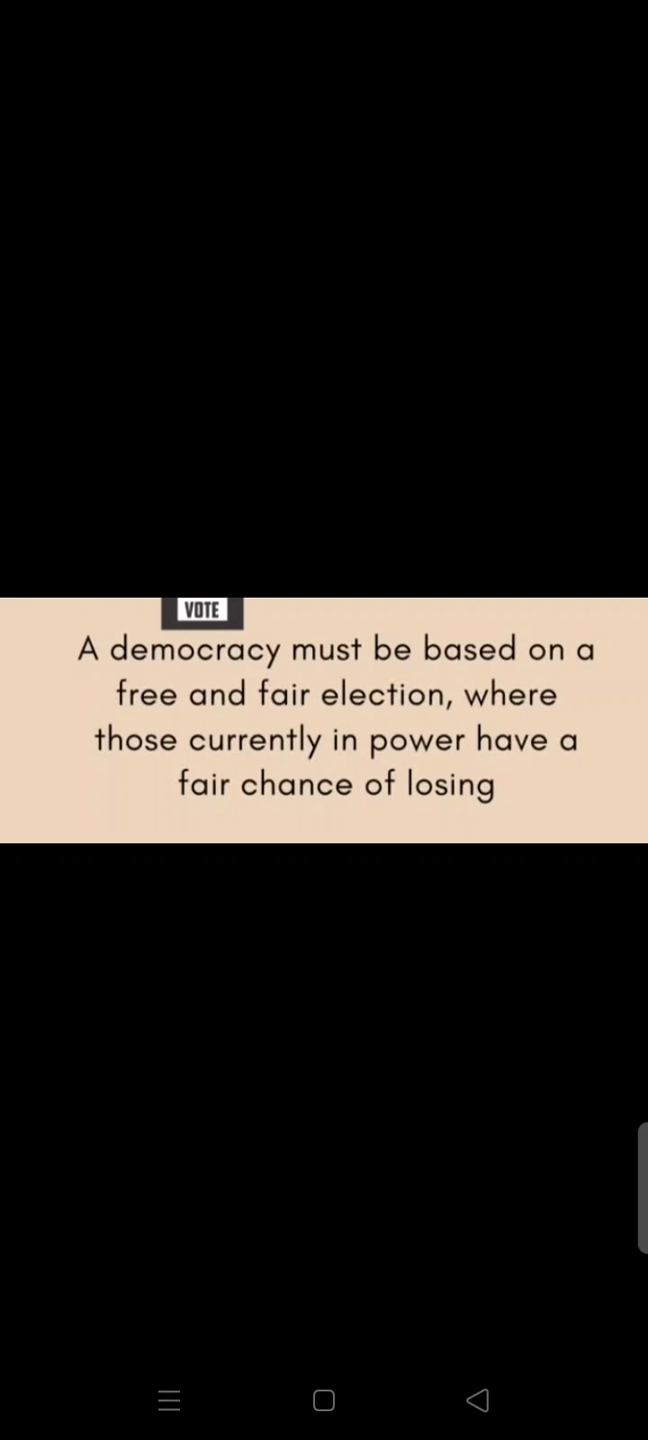 VOTE
A democracy must be based on a
free and fair election, where
those currently in power have a
fair chance of losing